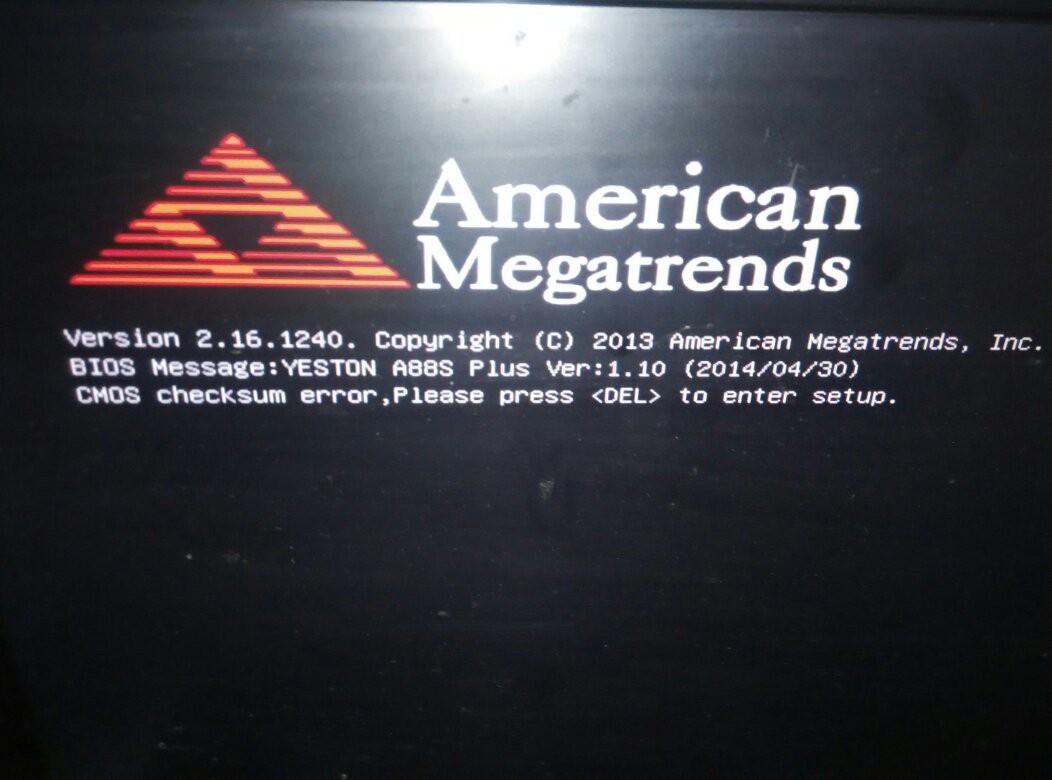 American
Megatrends
Version 2.16.1240. Copyright (C) 2013 American Megatrends, Inc.
BIOS Message:YESTON A88S Plus Ver:1.10 (2014/04/30)
CMOS checksum error,Please press <DEL> to enter setup.